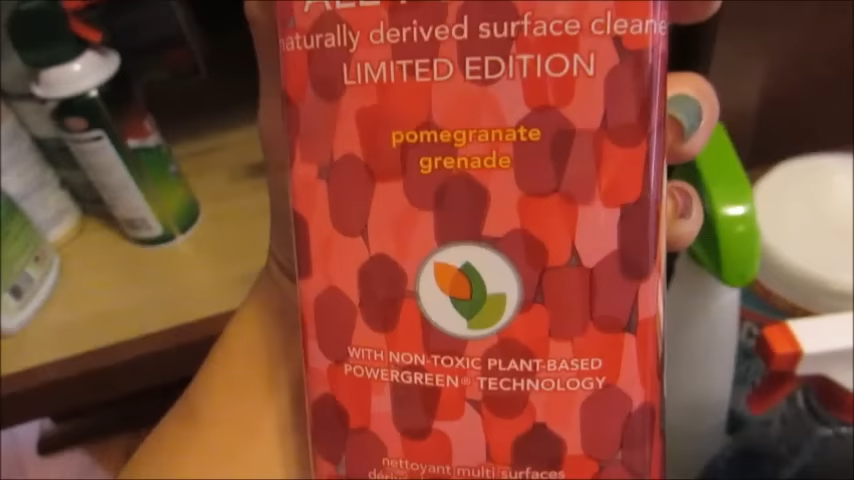 naturally derived surface cleane
LIMITED EDITION
pomegranate
grenade
WITH NON-TOXIC PLANT-BASED
POWERGREEN® TECHNOLOGY
nettoyant multi surfaces